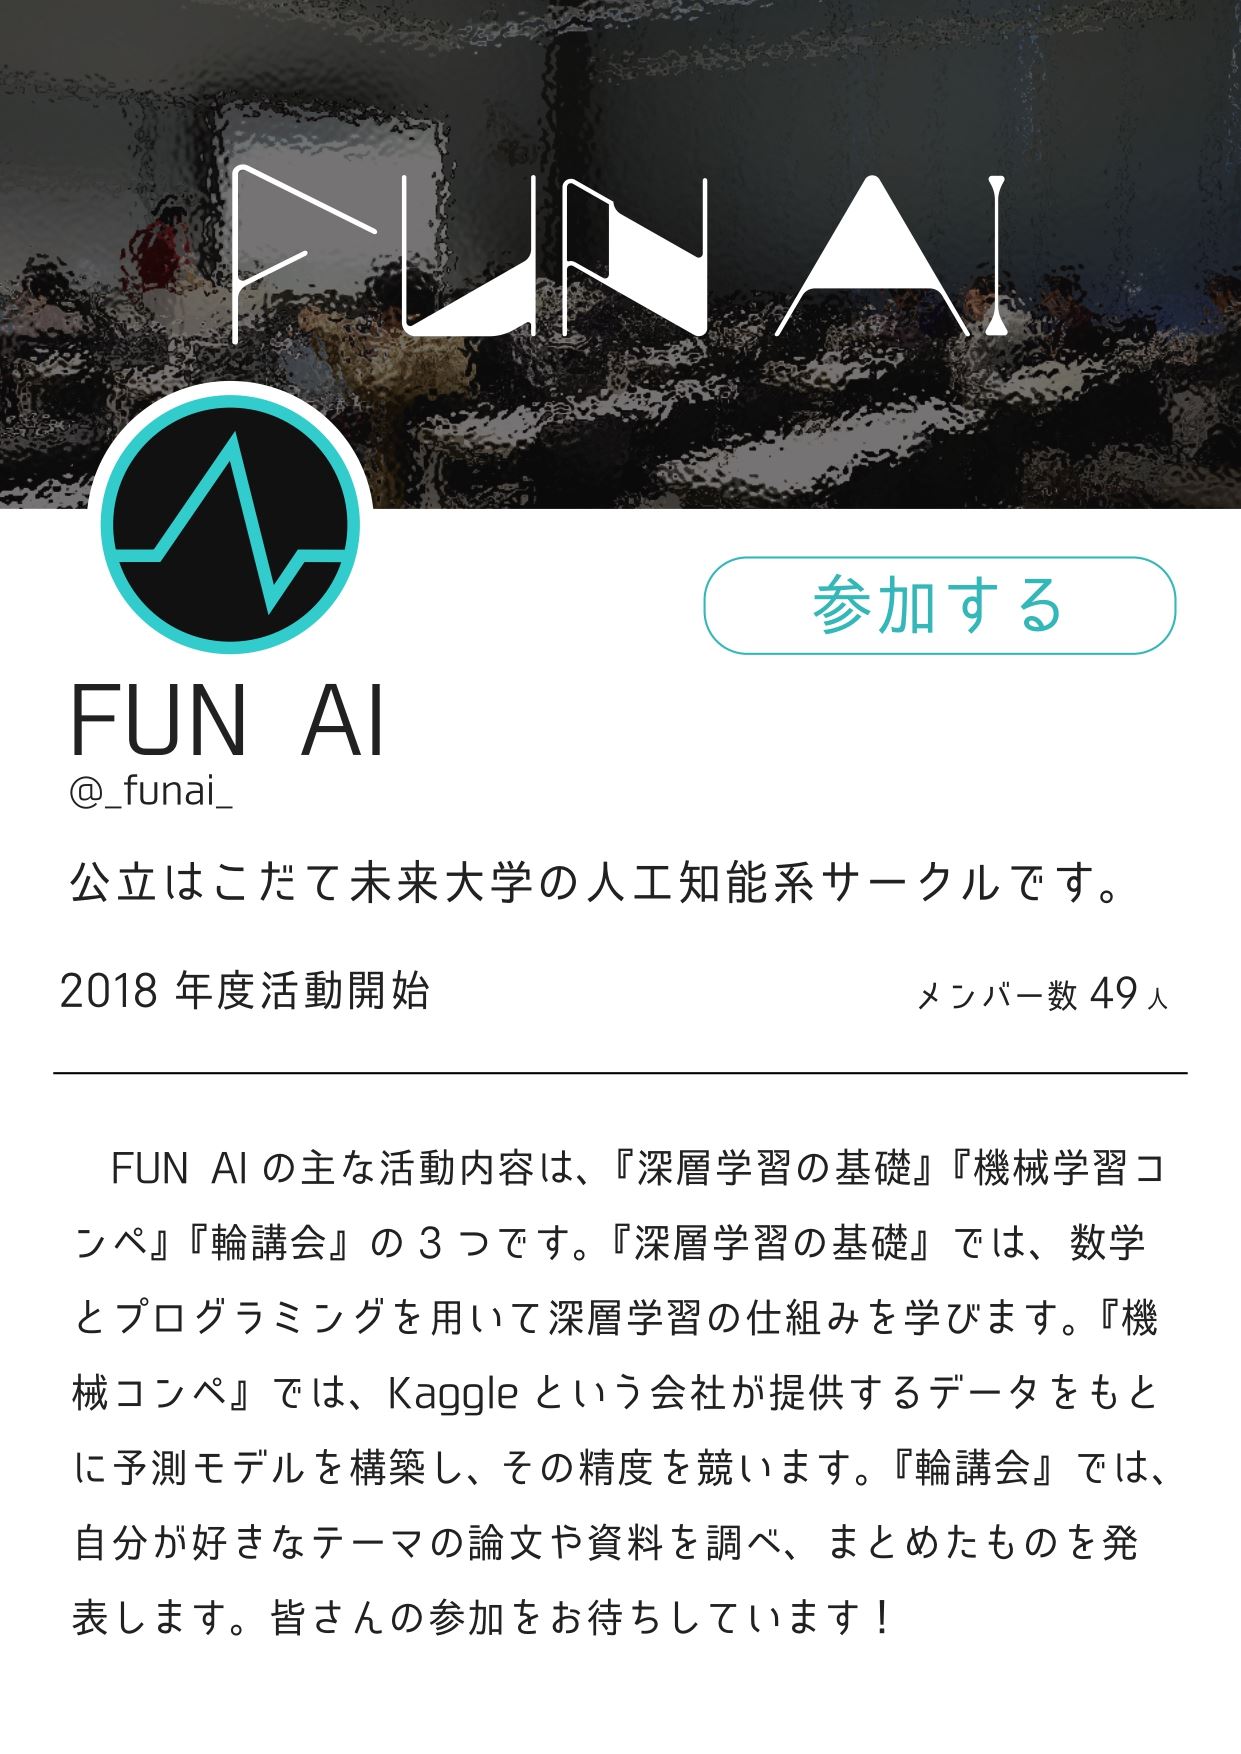 FUN AI
参加する
FUN AI
@_funai_
公立はこだて未来大学の人工知能系サークルです。
2018 年度活動開始
メンバー数 49 人
FUN AI の主な活動内容は、『深層学習の基礎』『機械学習コ
ンペ』『輪講会』の 3 つです。『深層学習の基礎』では、数学
とプログラミングを用いて深層学習の仕組みを学びます。『機
械コンペ』では、Kaggle という会社が提供するデータをもと
に予測モデルを構築し、その精度を競います。『輪講会』では、
自分が好きなテーマの論文や資料を調べ、まとめたものを発
表します。皆さんの参加をお待ちしています！